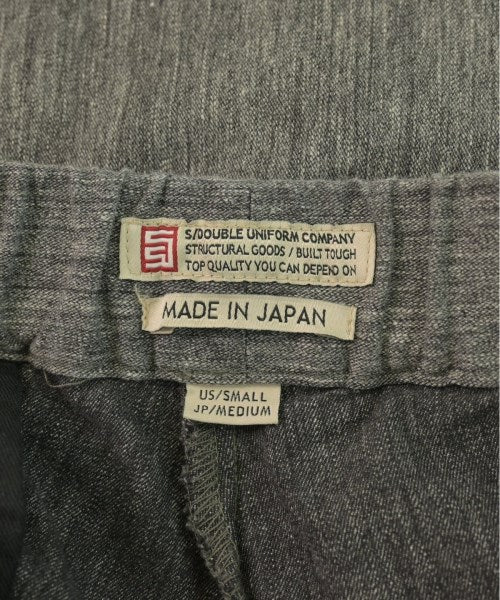 S/DOUBLE UNIFORM COMPANY
STRUCTURAL GOODS / BUILT TOUGH
TOP QUALITY YOU CAN DEPEND ON
MADE IN JAPAN
US/SMALL
JP/MEDIUM